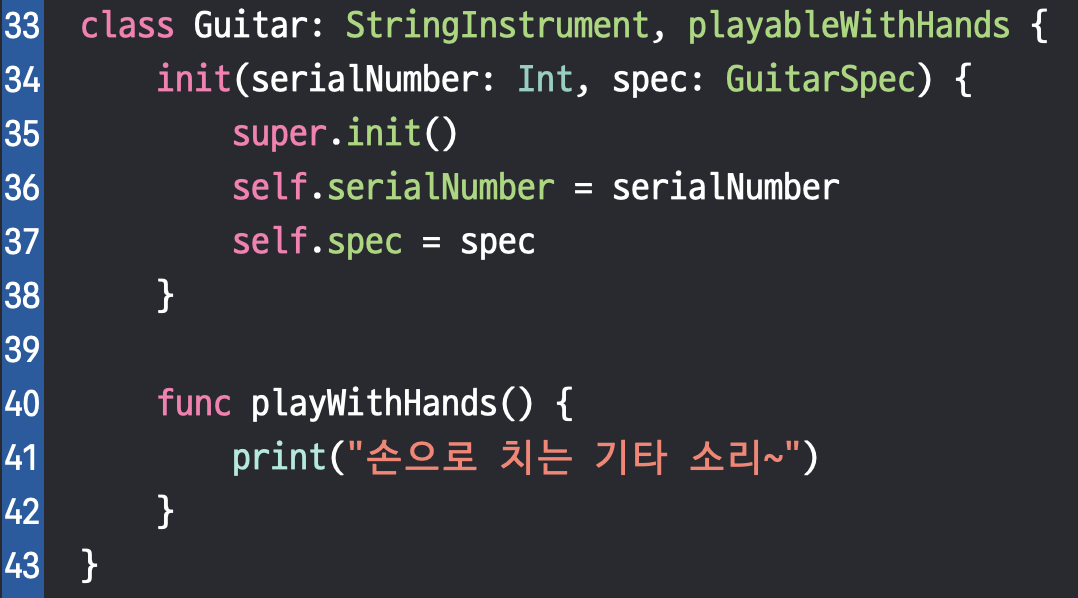 33 class Guitar: StringInstrument, playableWithHands {
34     init(serialNumber: Int, spec: GuitarSpec) {
35         super.init()
36         self.serialNumber = serialNumber
37         self.spec = spec
38     }
39
40     func playWithHands() {
41         print("손으로 치는 기타 소리~")
42     }
43 }